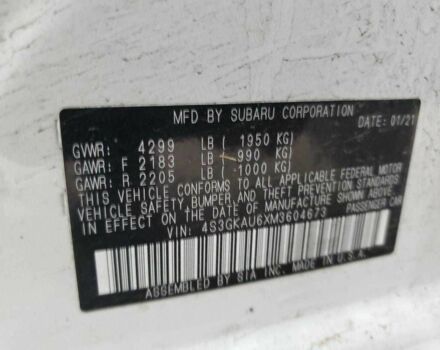 MFD BY SUBARU CORPORATION
DATE: 01/21
GVWR: 4299 LB ( 1950 KG)
GAWR: F 2183 LB ( 990 KG)
GAWR: R 2205 LB ( 1000 KG)
THIS VEHICLE CONFORMS TO ALL APPLICABLE FEDERAL MOTOR
VEHICLE SAFETY, BUMPER, AND THEFT PREVENTION STANDARDS
IN EFFECT ON THE DATE OF MANUFACTURE SHOWN ABOVE.
VIN: 4S3GKAU6XM3604673 PASSENGER CAR
ASSEMBLED BY SIA INC. MADE IN U.S.A.